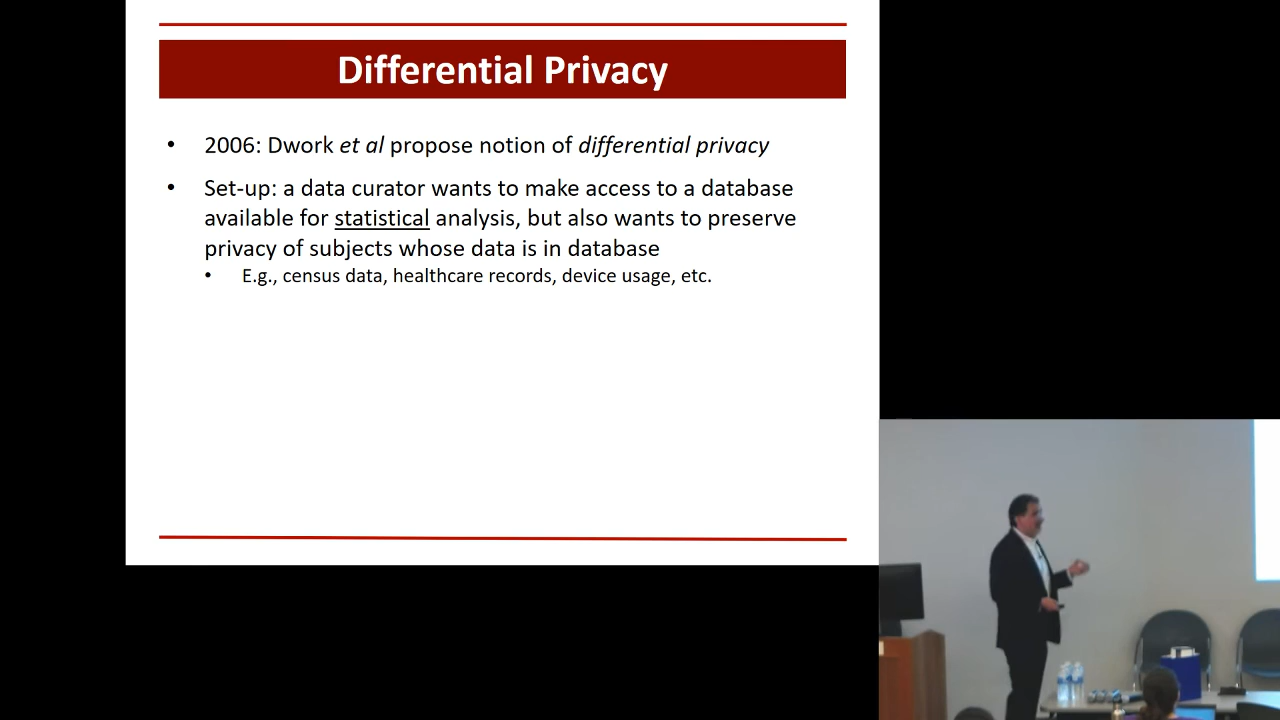 Differential Privacy
• 2006: Dwork et al propose notion of differential privacy
• Set-up: a data curator wants to make access to a database
available for statistical analysis, but also wants to preserve
privacy of subjects whose data is in database
• E.g., census data, healthcare records, device usage, etc.